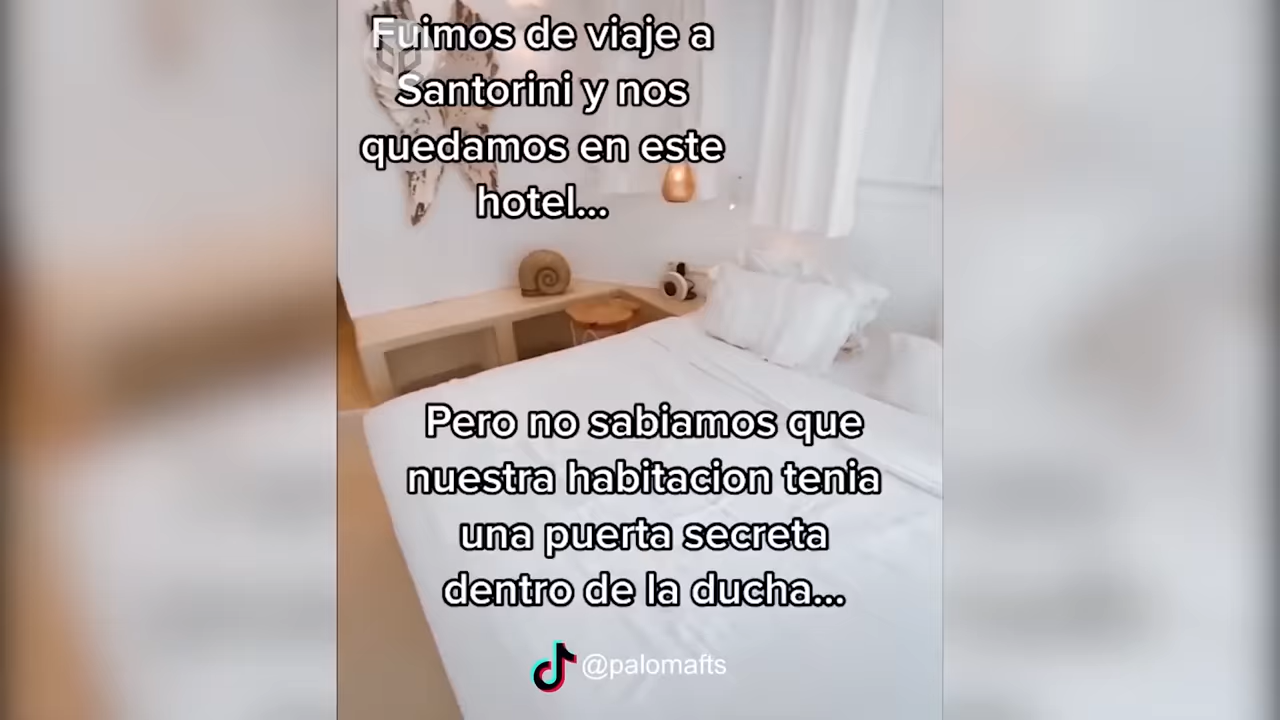 Fuimos de viaje a
Santorini y nos
quedamos en este
hotel...
Pero no sabiamos que
nuestra habitacion tenia
una puerta secreta
dentro de la ducha...
@palomafts